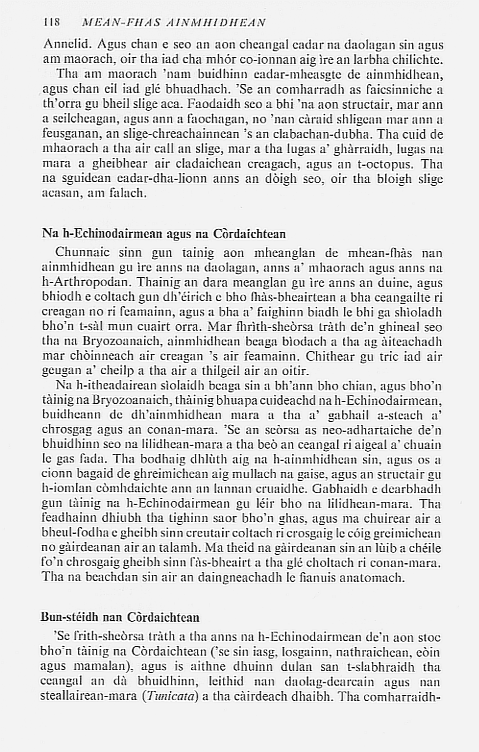 118 MEAN-FHAS AINMHIDHEAN
Annelid. Agus chan e seo an aon cheangal eadar na daolagan sin agus
am maorach, oir tha iad cha mhór co-ionnan aig ìre an larbha chilichte.
Tha am maorach 'nam buidhinn eadar-mheasgte de ainmhidhean,
agus chan eil iad glé bhuadhach. 'Se an comharradh as faicsinniche a
th'orra gu bheil slige aca. Faodaidh seo a bhi 'na aon structair, mar ann
a seilcheagan, agus ann a faochagan, no 'nan càraid shligean mar ann a
feusganan, an slige-chreachainnean 's an clabachan-dubha. Tha cuid de
mhaorach a tha air call an slige, mar a tha lugas a' ghàrraidh, lugas na
mara a gheibhear air cladaichean creagach, agus an t-octopus. Tha
na sguidean eadar-dha-lionn anns an dòigh seo, oir tha bloigh slige
acasan, am falach.
Na h-Echinodairmean agus na Còrdaichtean
Chunnaic sinn gun tainig aon mheanglan de mhean-fhàs nan
ainmhidhean gu ìre anns na daolagan, anns a' mhaorach agus anns na
h-Arthropodan. Thainig an dara meanglan gu ìre anns an duine, agus
bhiodh e coltach gun dh'éirich e bho fhàs-bheairtean a bha ceangailte ri
creagan no ri feamainn, agus a bha a' faighinn biadh le bhi ga shìoladh
bho'n t-sàl mun cuairt orra. Mar fhrìth-sheòrsa tràth de'n ghineal seo
tha na Bryozoanaich, ainmhidhean beaga bìodach a tha ag àiteachadh
mar chòinneach air creagan 's air feamainn. Chithear gu tric iad air
geugan a' cheilp a tha air a thilgeil air an oitir.
Na h-itheadairean sìolaidh beaga sin a bh'ann bho chian, agus bho'n
tàinig na Bryozoanaich, thàinig bhuapa cuideachd na h-Echinodairmean,
buidheann de dh'ainmhidhean mara a tha a' gabhail a-steach a'
chrosgag agus an conan-mara. 'Se an seòrsa as neo-adhartaiche de'n
bhuidhinn seo na lilidhean-mara a tha beò an ceangal ri aigeal a' chuain
le gas fada. Tha bodhaig dhlùth aig na h-ainmhidhean sin, agus os a
cionn bagaid de ghreimichean aig mullach na gaise, agus an structair gu
h-iomlan còmhdaichte ann an lannan cruaidhe. Gabhaidh e dearbhadh
gun tàinig na h-Echinodairmean gu léir bho na lilidhean-mara. Tha
feadhainn dhiubh tha tighinn saor bho'n ghas, agus ma chuirear air a
bheul-fodha e gheibh sinn creutair coltach ri crosgaig le cóig greimichean
no gàirdeanan air an talamh. Ma theid na gàirdeanan sin an lùib a chéile
fo'n chrosgaig gheibh sinn fàs-bheairt a tha glé choltach ri conan-mara.
Tha na beachdan sin air an daingneachadh le fianuis anatomach.
Bun-stéidh nan Còrdaichtean
'Se frìth-sheòrsa tràth a tha anns na h-Echinodairmean de'n aon stoc
bho'n tàinig na Còrdaichtean ('se sin iasg, losgainn, nathraichean, eòin
agus mamalan), agus is aithne dhuinn dulan san t-slabhraidh tha
ceangal an dà bhuidhinn, leithid nan daolag-dearcain agus nan
steallairean-mara (Tunicata) a tha càirdeach dhaibh. Tha comharraidh-